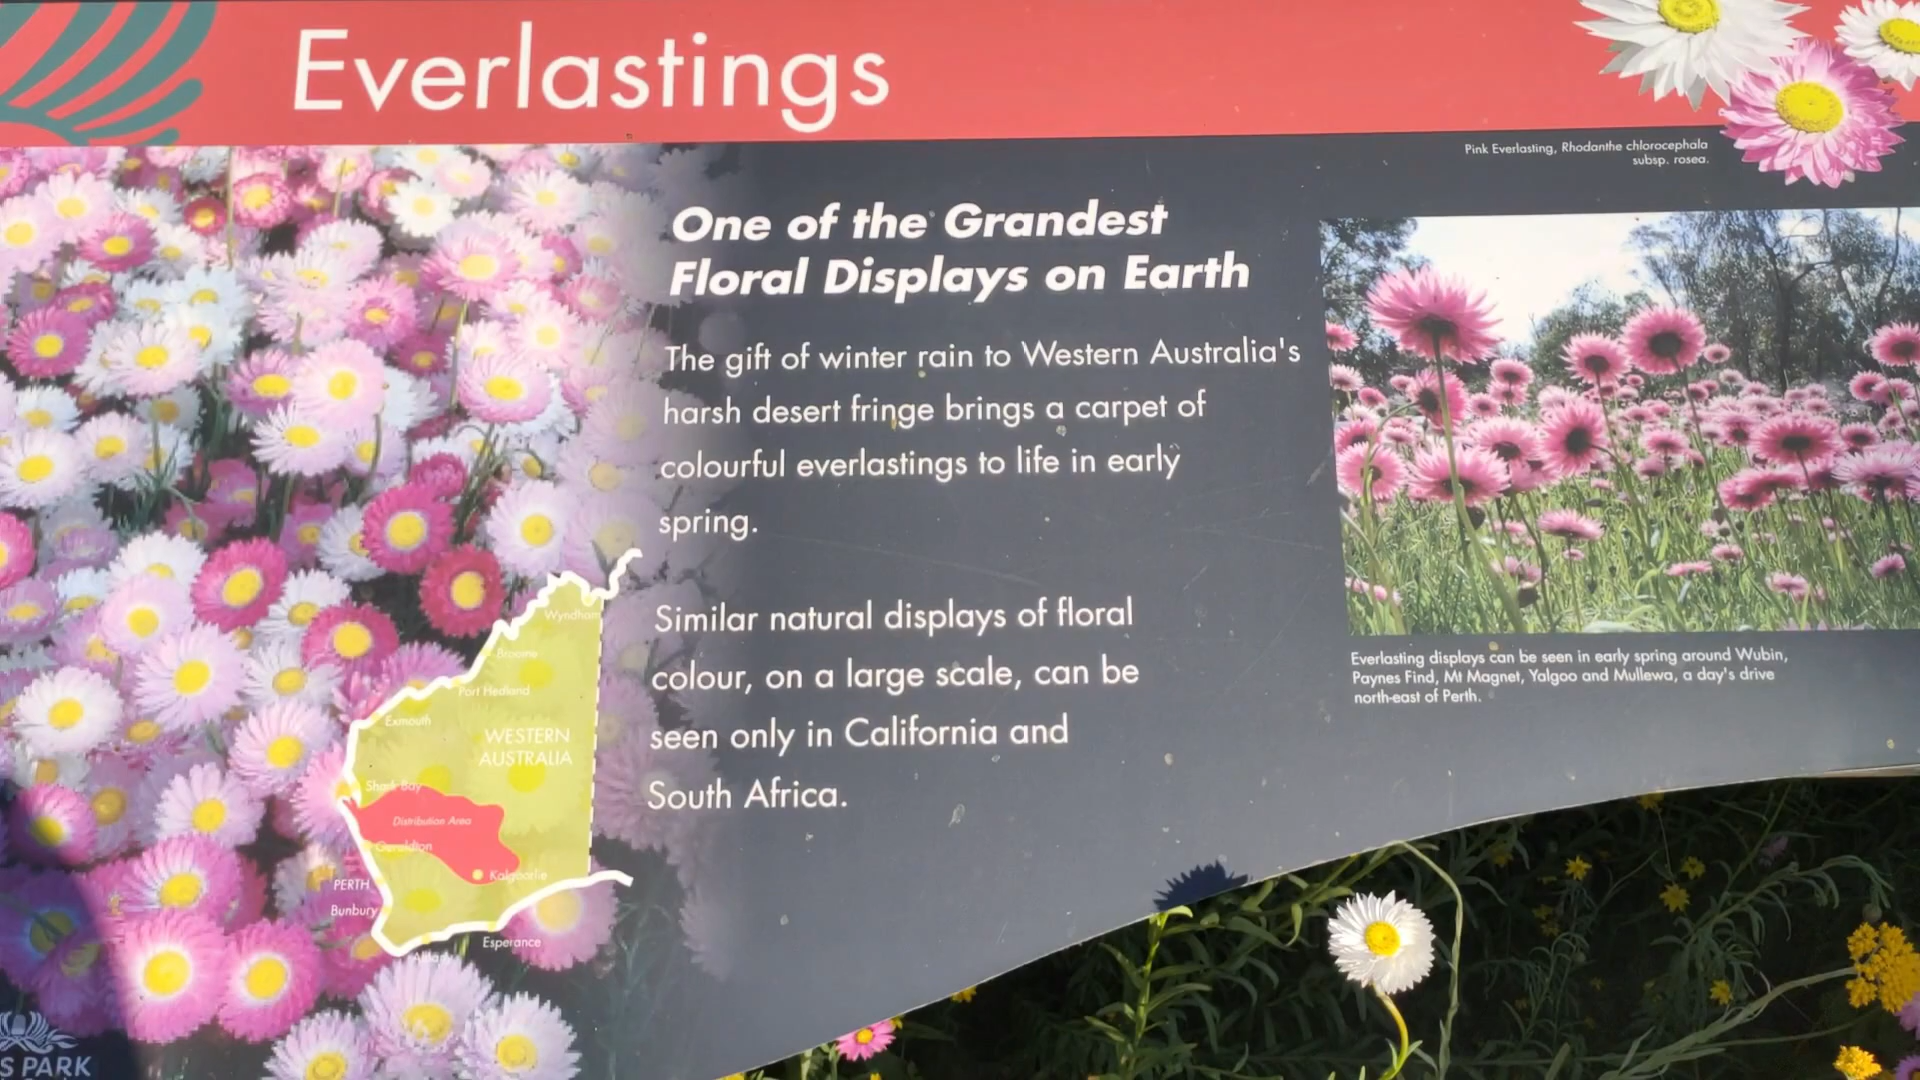 Everlastings
Pink Everlasting, Rhodanthe chlorocephala
subsp. rosea.
One of the Grandest
Floral Displays on Earth
The gift of winter rain to Western Australia's
harsh desert fringe brings a carpet of
colourful everlastings to life in early
spring.
Similar natural displays of floral
colour, on a large scale, can be
seen only in California and
South Africa.
Everlasting displays can be seen in early spring around Wubin,
Paynes Find, Mt Magnet, Yalgoo and Mullewa, a day's drive
north-east of Perth.
Wyndham
Broome
Port Hedland
Exmouth
WESTERN
AUSTRALIA
Shark Bay
Distribution Area
Geraldton
Kalgoorlie
PERTH
Bunbury
Esperance
Albany
S PARK